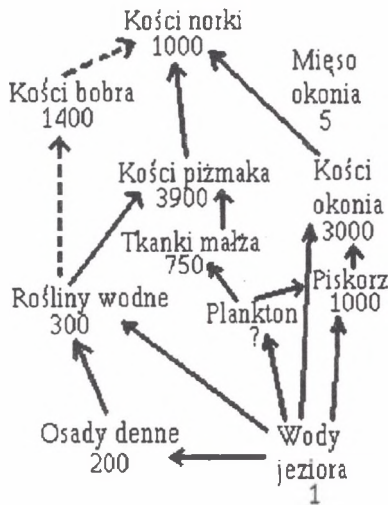 Kości norki
1000
Mięso
okonia
5
Kości bobra
1400
Kości piżmaka
3900
Kości
okonia
3000
Tkanki małża
750
Piskorz
1000
Rośliny wodne
300
Plankton
?
Osady denne
200
Wody
jeziora
1